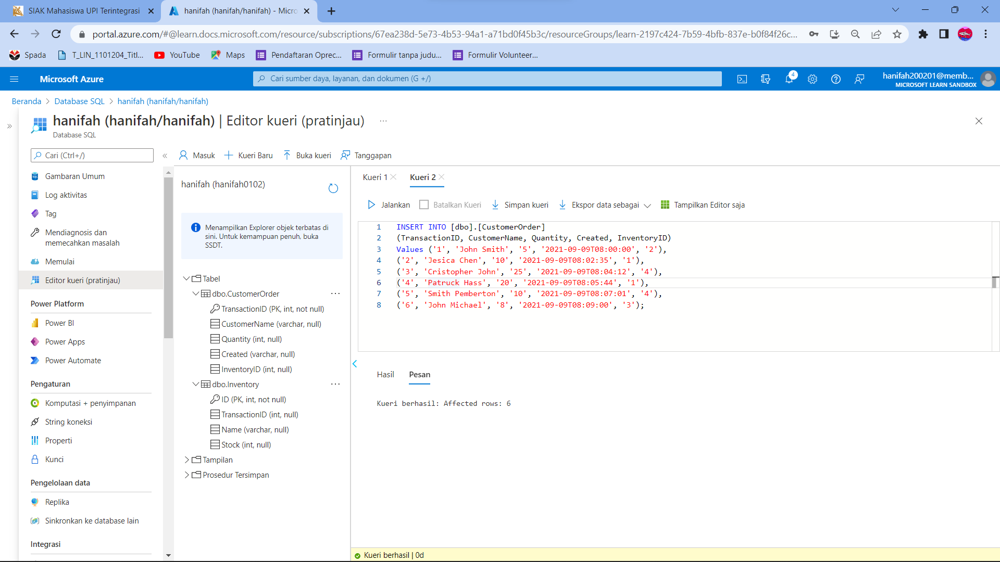 SIAK Mahasiswa UPI Terintegrasi
hanifah (hanifah/hanifah) - Micro
portal.azure.com/#@learn.docs.microsoft.com/resource/subscriptions/67ea238d-5e73-4b53-94a1-a71bd0f45b3c/resourceGroups/learn-2197c424-7b59-4bfb-837e-b0f84f26c...
Spada
T_LIN_1101204_Titl...
YouTube
Maps
Pendaftaran Oprec...
Formulir tanpa judu...
Formulir Volunteer...
Microsoft Azure
Cari sumber daya, layanan, dan dokumen (G +/)
4
hanifah200201@memb...
MICROSOFT LEARN SANDBOX
Beranda > Database SQL > hanifah (hanifah/hanifah)
hanifah (hanifah/hanifah) | Editor kueri (pratinjau) ...
Database SQL
Cari (Ctrl+/)
Masuk
Kueri Baru
Buka kueri
Tanggapan
Gambaran Umum
Log aktivitas
Tag
Mendiagnosis dan
memecahkan masalah
Memulai
Editor kueri (pratinjau)
Power Platform
Power BI
Power Apps
Power Automate
Pengaturan
Komputasi + penyimpanan
String koneksi
Properti
Kunci
Pengelolaan data
Replika
Sinkronkan ke database lain
Integrasi
hanifah (hanifah0102)
Menampilkan Explorer objek terbatas di
sini. Untuk kemampuan penuh, buka
SSDT.
Tabel
dbo.CustomerOrder
TransactionID (PK, int, not null)
CustomerName (varchar, null)
Quantity (int, null)
Created (varchar, null)
InventoryID (int, null)
dbo.Inventory
ID (PK, int, not null)
TransactionID (int, null)
Name (varchar, null)
Stock (int, null)
Tampilan
Prosedur Tersimpan
Kueri 1
Kueri 2
Jalankan
Batalkan Kueri
Simpan kueri
Ekspor data sebagai
Tampilkan Editor saja
1 INSERT INTO [dbo].[CustomerOrder]
2 (TransactionID, CustomerName, Quantity, Created, InventoryID)
3 Values ('1', 'John Smith', '5', '2021-09-09T08:00:00', '2'),
4 ('2', 'Jesica Chen', '10', '2021-09-09T08:02:35', '1'),
5 ('3', 'Cristopher John', '25', '2021-09-09T08:04:12', '4'),
6 ('4', 'Patruck Hass', '20', '2021-09-09T08:05:44', '1'),
7 ('5', 'Smith Pemberton', '10', '2021-09-09T08:07:01', '4'),
8 ('6', 'John Michael', '8', '2021-09-09T08:09:00', '3');
Hasil
Pesan
Kueri berhasil: Affected rows: 6
Kueri berhasil | 0d